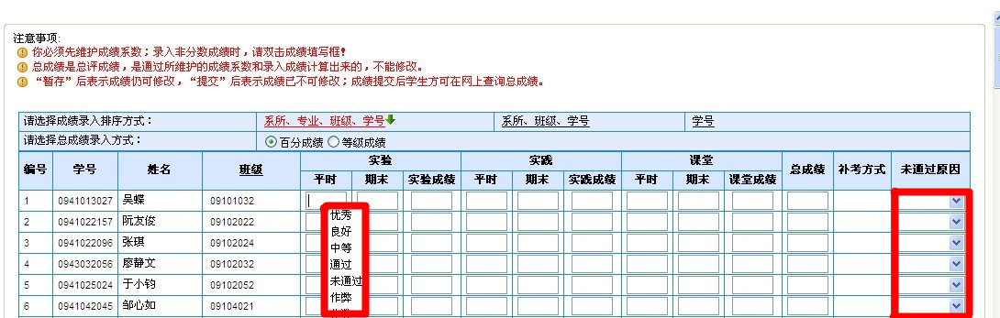 注意事项:
你必须先维护成绩系数；录入非分数成绩时，请双击成绩填写框！
总成绩是总评成绩，是通过所维护的成绩系数和录入成绩计算出来的，不能修改。
“暂存”后表示成绩仍可修改，“提交”后表示成绩已不可修改；成绩提交后学生方可在网上查询总成绩。
请选择成绩录入排序方式： 系所、专业、班级、学号 系所、班级、学号 学号
请选择总成绩录入方式： 百分成绩 等级成绩
编号 学号 姓名 班级 实验 实践 课堂 总成绩 补考方式 未通过原因
平时 期末 实验成绩 平时 期末 实践成绩 平时 期末 课堂成绩
1 0941013027 吴蝶 09101032
2 0941022157 阮友俊 09102022
3 0941022096 张琪 09102024
4 0943032056 廖静文 09102032
5 0941025024 于小钧 09102052
6 0941042045 邹心如 09104021
优秀
良好
中等
通过
未通过
作弊